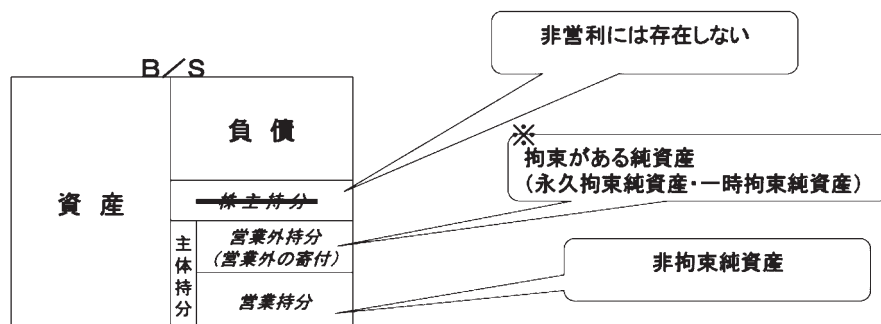 非営利には存在しない
B／S
負債
※
拘束がある純資産
（永久拘束純資産・一時拘束純資産）
資産
株主持分
主体持分
営業外持分
（営業外の寄付）
非拘束純資産
営業持分